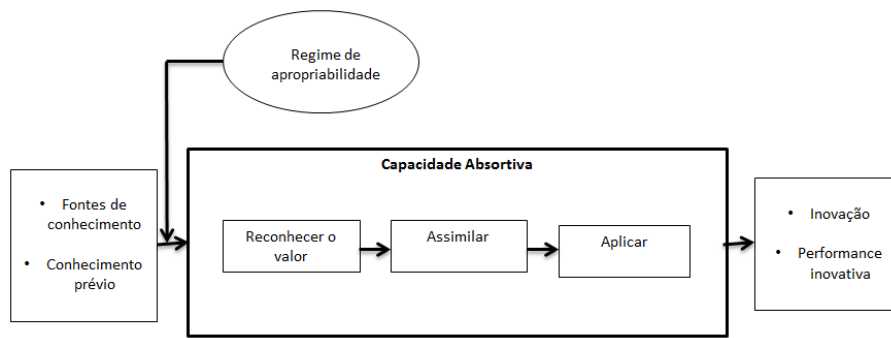 Regime de
apropriabilidade
Capacidade Absortiva
• Fontes de
conhecimento
• Conhecimento
prévio
Reconhecer o
valor
Assimilar
Aplicar
• Inovação
• Performance
inovativa